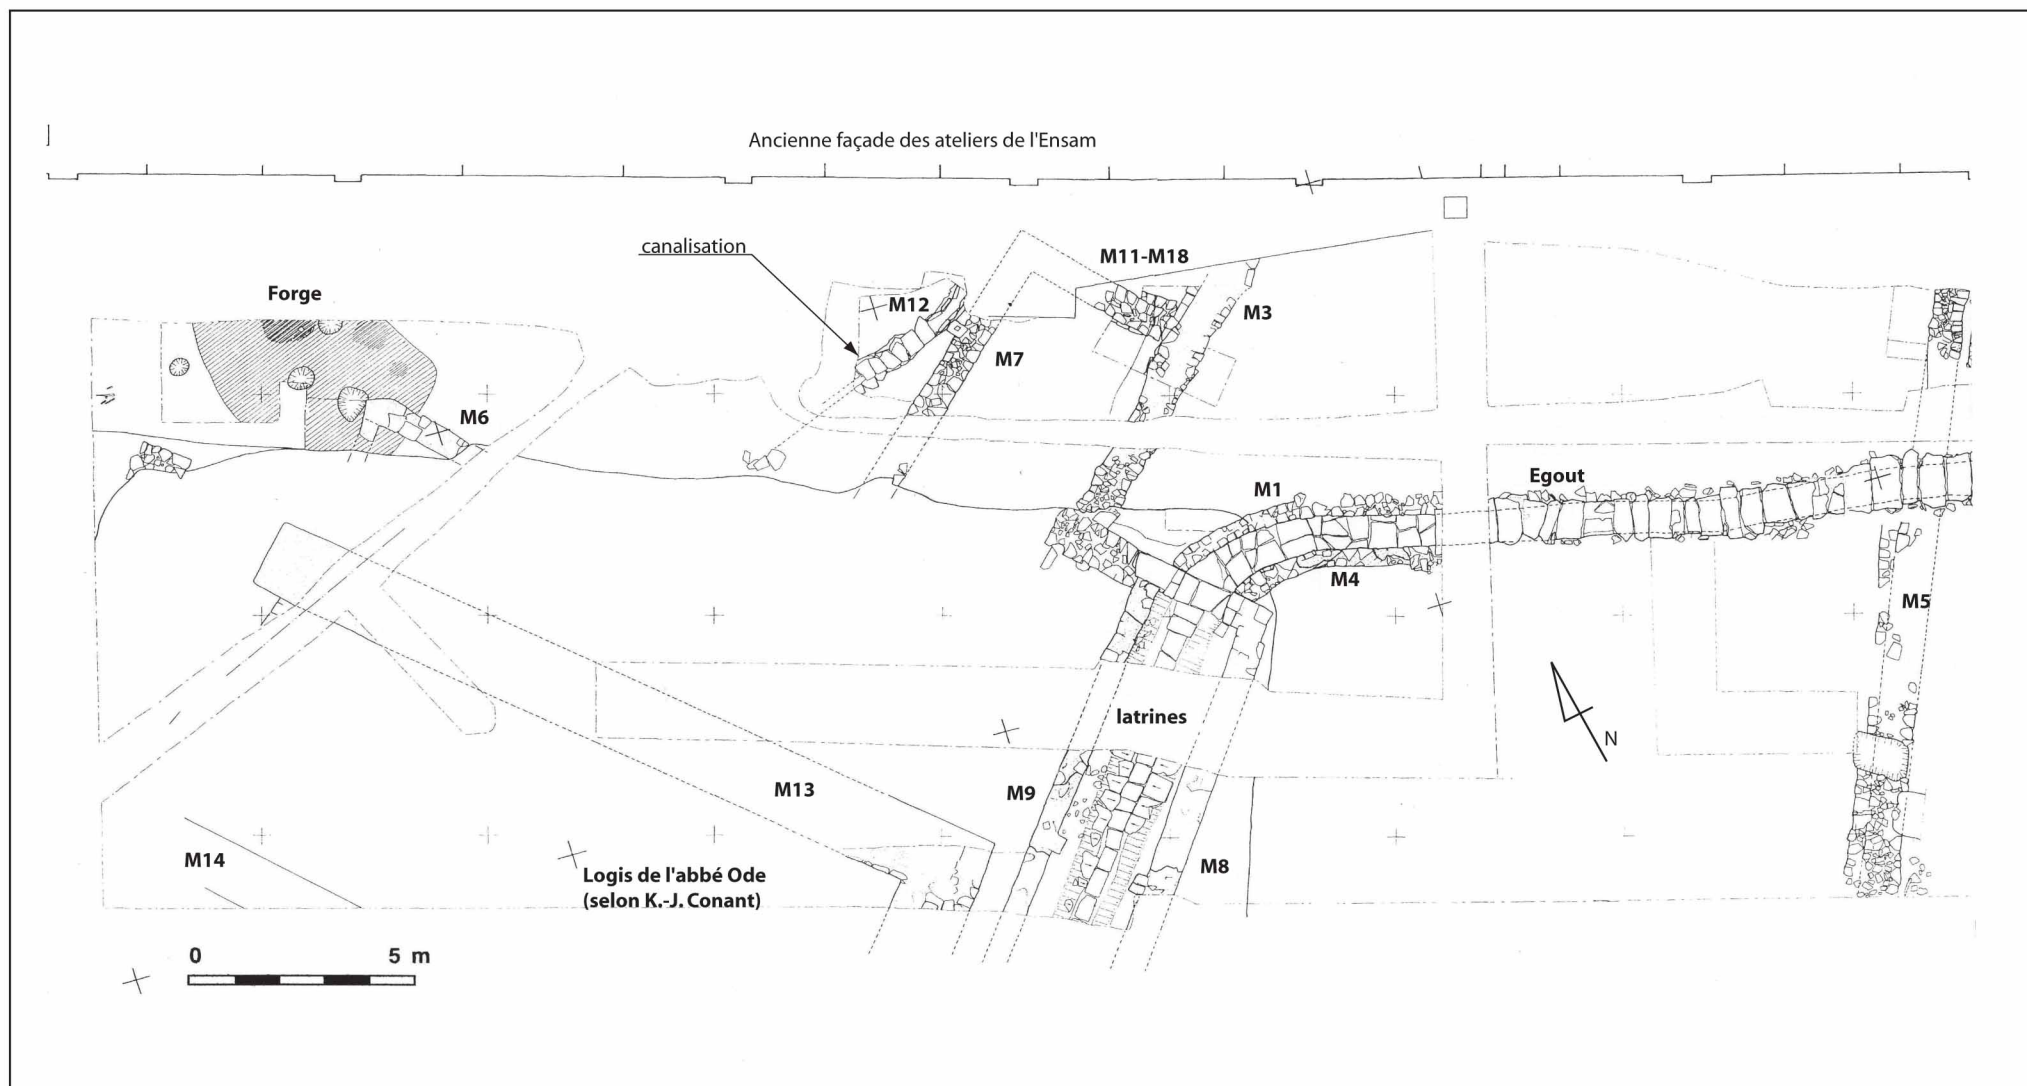 Ancienne façade des ateliers de l'Ensam
canalisation
M11-M18
Forge
M12
M3
M7
M6
Egout
M1
M4
M5
latrines
N
M13
M9
M14
M8
Logis de l'abbé Ode
(selon K.-J. Conant)
0 5 m